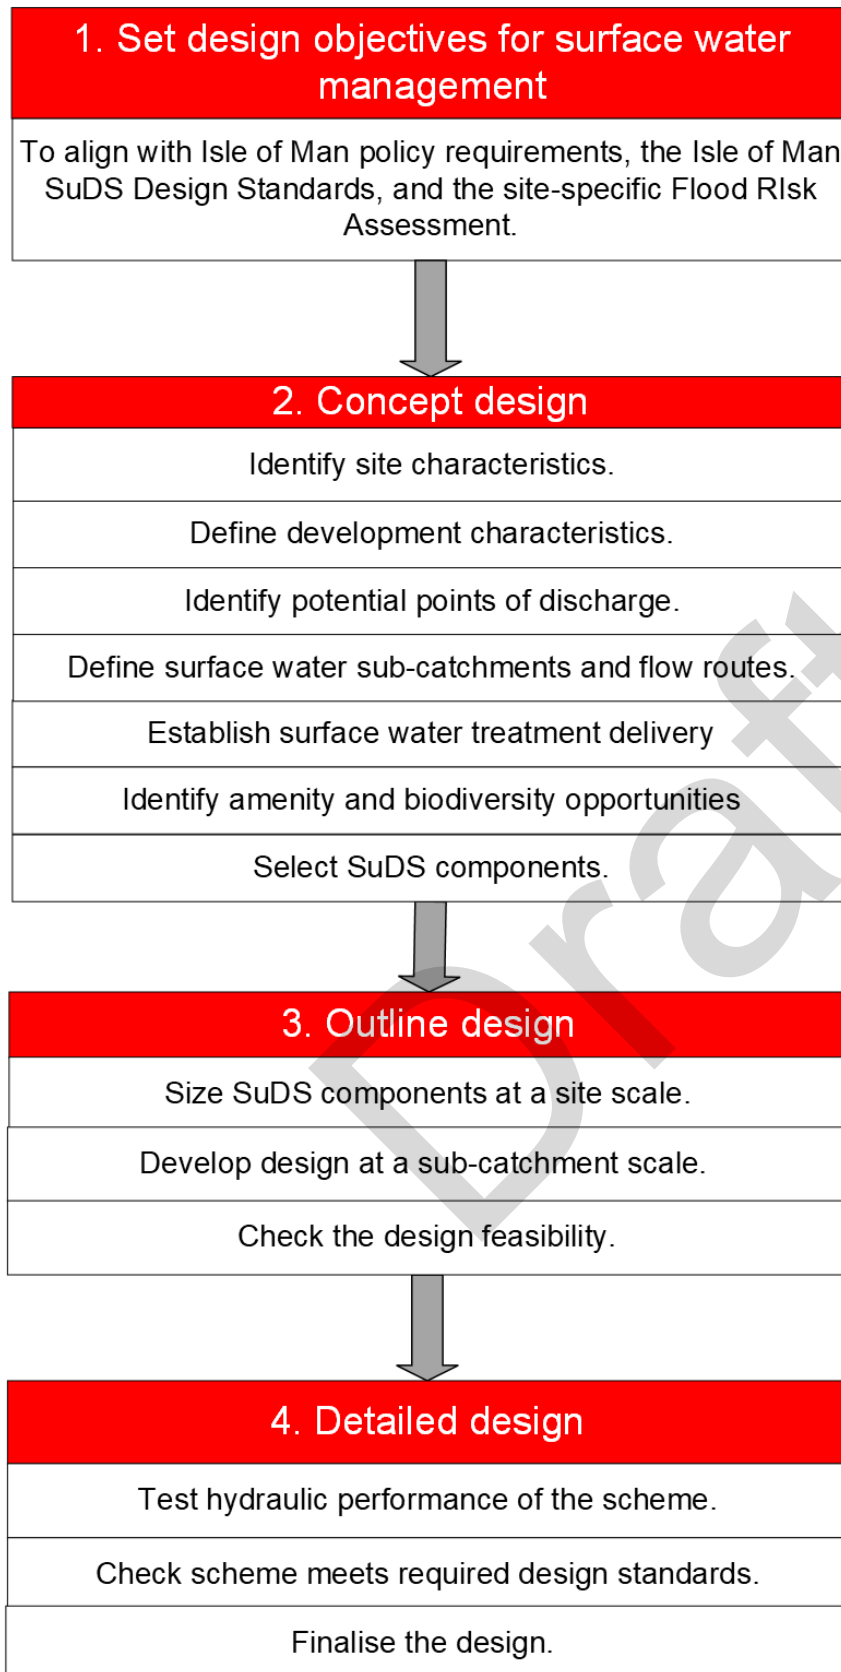 1. Set design objectives for surface water
management
To align with Isle of Man policy requirements, the Isle of Man
SuDS Design Standards, and the site-specific Flood RIsk
Assessment.
2. Concept design
Identify site characteristics.
Define development characteristics.
Identify potential points of discharge.
Define surface water sub-catchments and flow routes.
Establish surface water treatment delivery
Identify amenity and biodiversity opportunities
Select SuDS components.
3. Outline design
Size SuDS components at a site scale.
Develop design at a sub-catchment scale.
Check the design feasibility.
4. Detailed design
Test hydraulic performance of the scheme.
Check scheme meets required design standards.
Finalise the design.
Draft